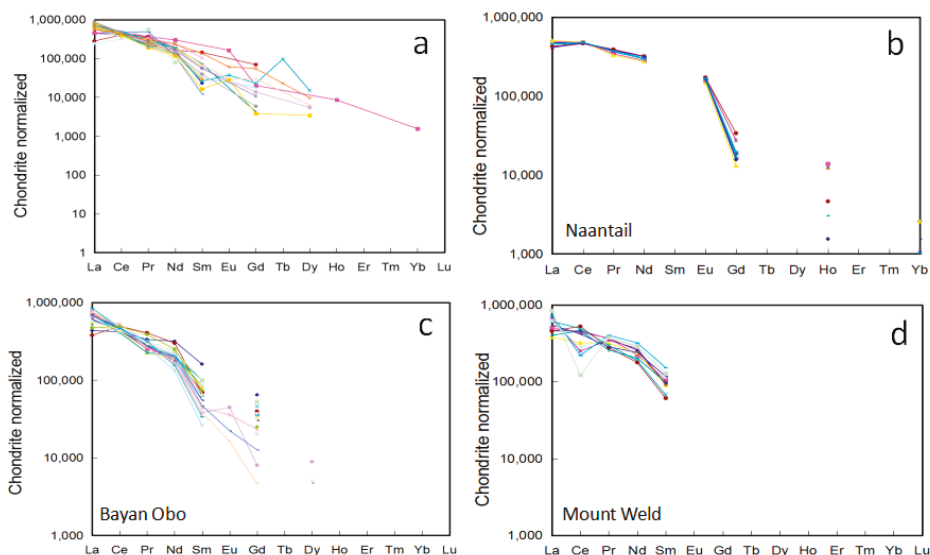 a
Chondrite normalized
1,000,000
100,000
10,000
1,000
100
10
1
La Ce Pr Nd Sm Eu Gd Tb Dy Ho Er Tm Yb Lu
b
Chondrite normalized
100,000
10,000
1,000
Naantail
La Ce Pr Nd Sm Eu Gd Tb Dy Ho Er Tm Yb
c
Chondrite normalized
1,000,000
100,000
10,000
1,000
Bayan Obo
La Ce Pr Nd Sm Eu Gd Tb Dy Ho Er Tm Yb Lu
d
Chondrite normalized
1,000,000
100,000
10,000
1,000
Mount Weld
La Ce Pr Nd Sm Eu Gd Tb Dy Ho Er Tm Yb Lu